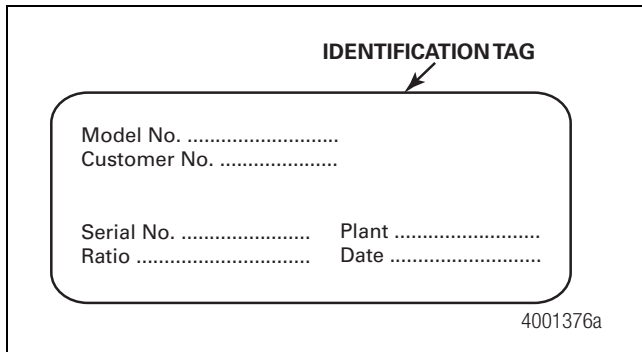 IDENTIFICATION TAG
Model No. ...........................
Customer No. .....................
Serial No. ....................... Plant ..........................
Ratio ............................... Date ...........................
4001376a